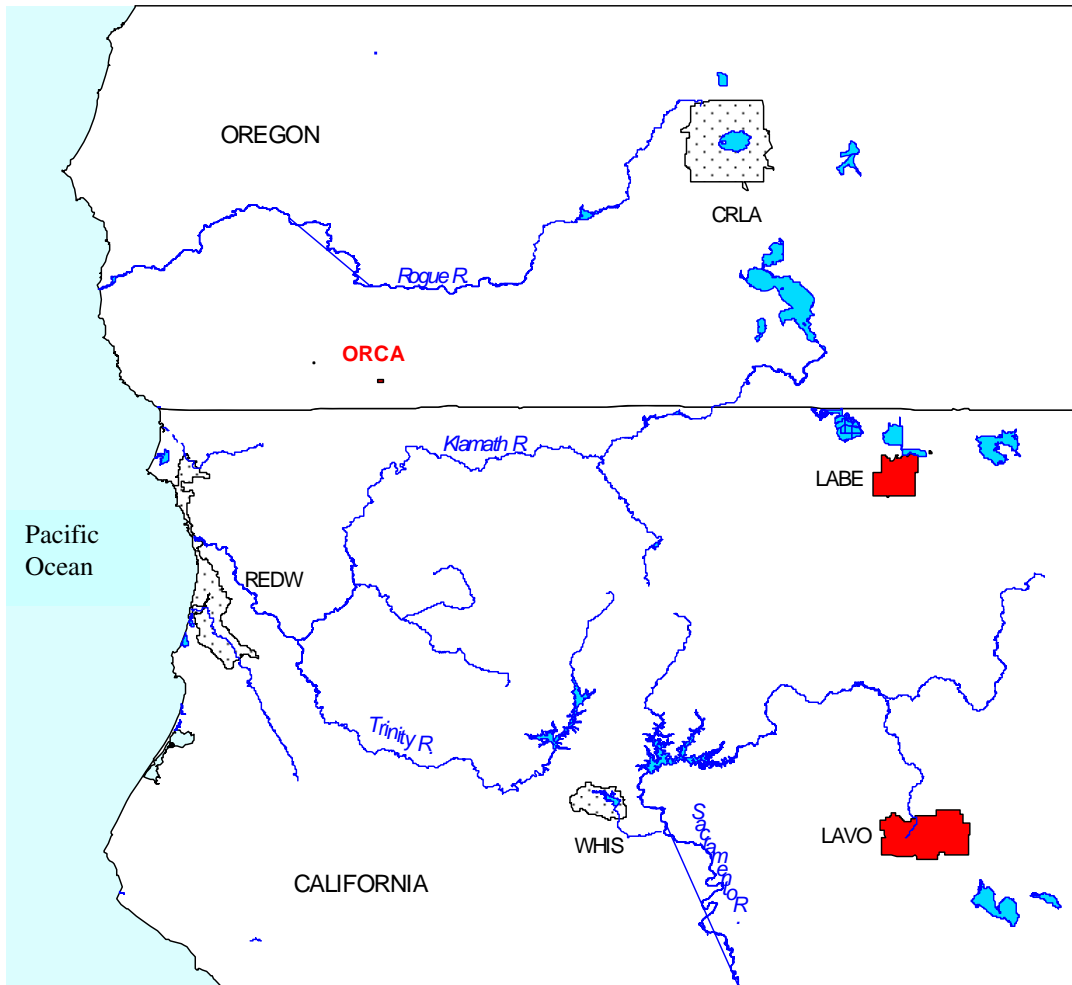 OREGON
CRLA
Rogue R.
ORCA
Klamath R.
LABE
Pacific
Ocean
REDW
Trinity R.
Sacramento R.
WHIS
LAVO
CALIFORNIA